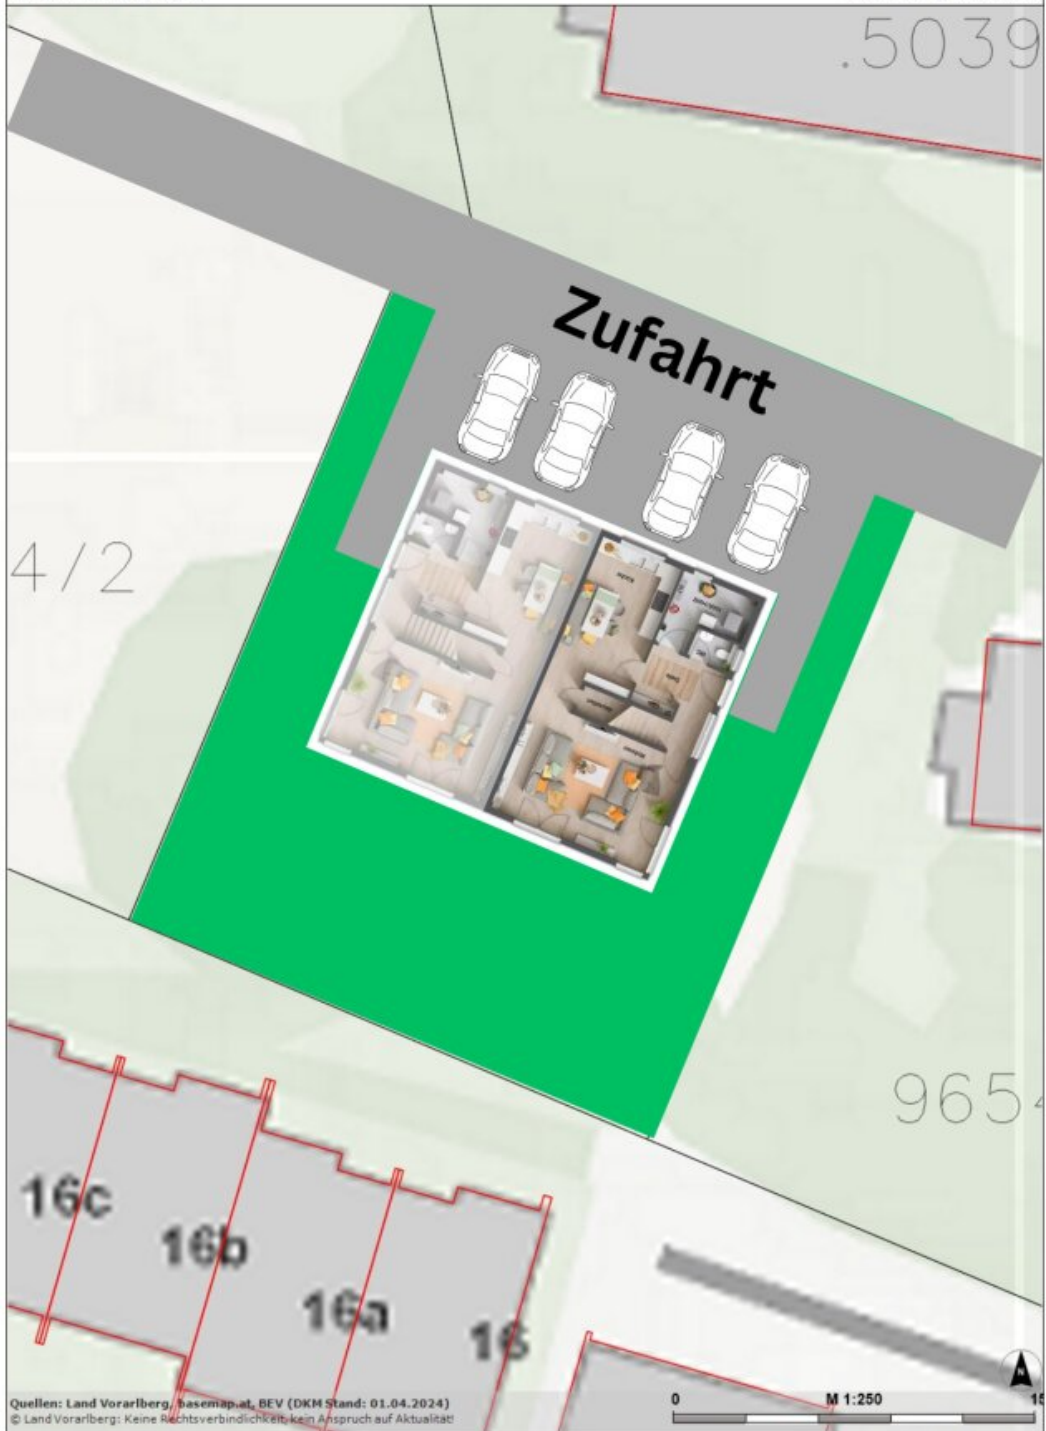 .5039
Zufahrt
4/2
965
16c
16b
16a
16
N
Quellen: Land Vorarlberg, basemap.at, BEV (DKM Stand: 01.04.2024)
© Land Vorarlberg: Keine Rechtsverbindlichkeit, kein Anspruch auf Aktualität!
0 M 1:250 15